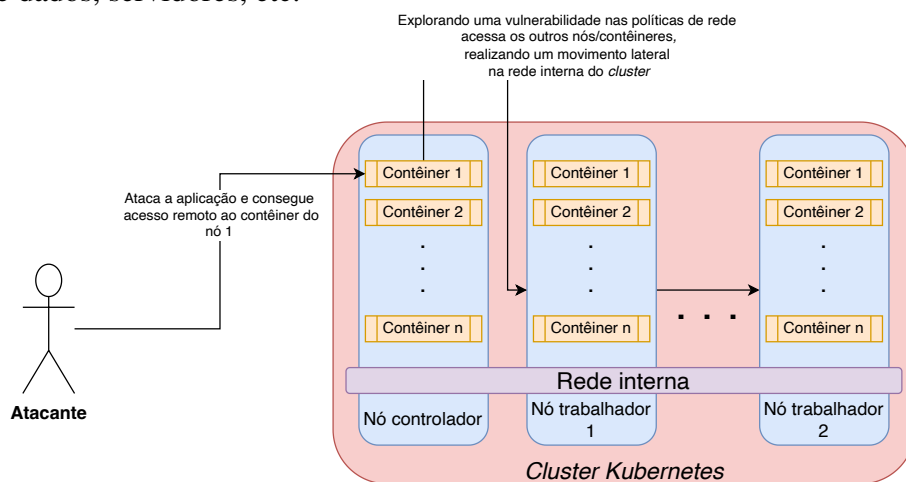 dados, servidores, etc.
Explorando uma vulnerabilidade nas políticas de rede
acessa os outros nós/contêineres,
realizando um movimento lateral
na rede interna do cluster
Ataca a aplicação e consegue
acesso remoto ao contêiner do
nó 1
Atacante
Contêiner 1
Contêiner 2
Contêiner n
Contêiner 1
Contêiner 2
Contêiner n
Contêiner 1
Contêiner 2
Contêiner n
. . .
Rede interna
Nó controlador
Nó trabalhador
1
Nó trabalhador
2
Cluster Kubernetes